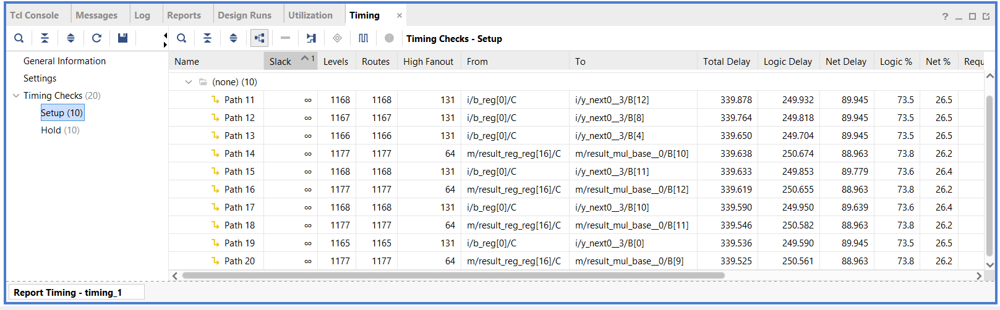 Tcl Console Messages Log Reports Design Runs Utilization Timing ×
? _
Timing Checks - Setup
General Information
Settings
Timing Checks (20)
Setup (10)
Hold (10)
Name Slack 1 Levels Routes High Fanout From To Total Delay Logic Delay Net Delay Logic % Net % Requ
(none) (10)
Path 11 ∞ 1168 1168 131 i/b_reg[0]/C i/y_next0__3/B[12] 339.878 249.932 89.945 73.5 26.5
Path 12 ∞ 1167 1167 131 i/b_reg[0]/C i/y_next0__3/B[8] 339.764 249.818 89.945 73.5 26.5
Path 13 ∞ 1166 1166 131 i/b_reg[0]/C i/y_next0__3/B[4] 339.650 249.704 89.945 73.5 26.5
Path 14 ∞ 1177 1177 64 m/result_reg_reg[16]/C m/result_mul_base__0/B[10] 339.638 250.674 88.963 73.8 26.2
Path 15 ∞ 1168 1168 131 i/b_reg[0]/C i/y_next0__3/B[11] 339.633 249.853 89.779 73.6 26.4
Path 16 ∞ 1177 1177 64 m/result_reg_reg[16]/C m/result_mul_base__0/B[12] 339.619 250.655 88.963 73.8 26.2
Path 17 ∞ 1168 1168 131 i/b_reg[0]/C i/y_next0__3/B[10] 339.590 249.950 89.639 73.6 26.4
Path 18 ∞ 1177 1177 64 m/result_reg_reg[16]/C m/result_mul_base__0/B[11] 339.546 250.582 88.963 73.8 26.2
Path 19 ∞ 1165 1165 131 i/b_reg[0]/C i/y_next0__3/B[0] 339.536 249.590 89.945 73.5 26.5
Path 20 ∞ 1177 1177 64 m/result_reg_reg[16]/C m/result_mul_base__0/B[9] 339.525 250.561 88.963 73.8 26.2
Report Timing - timing_1